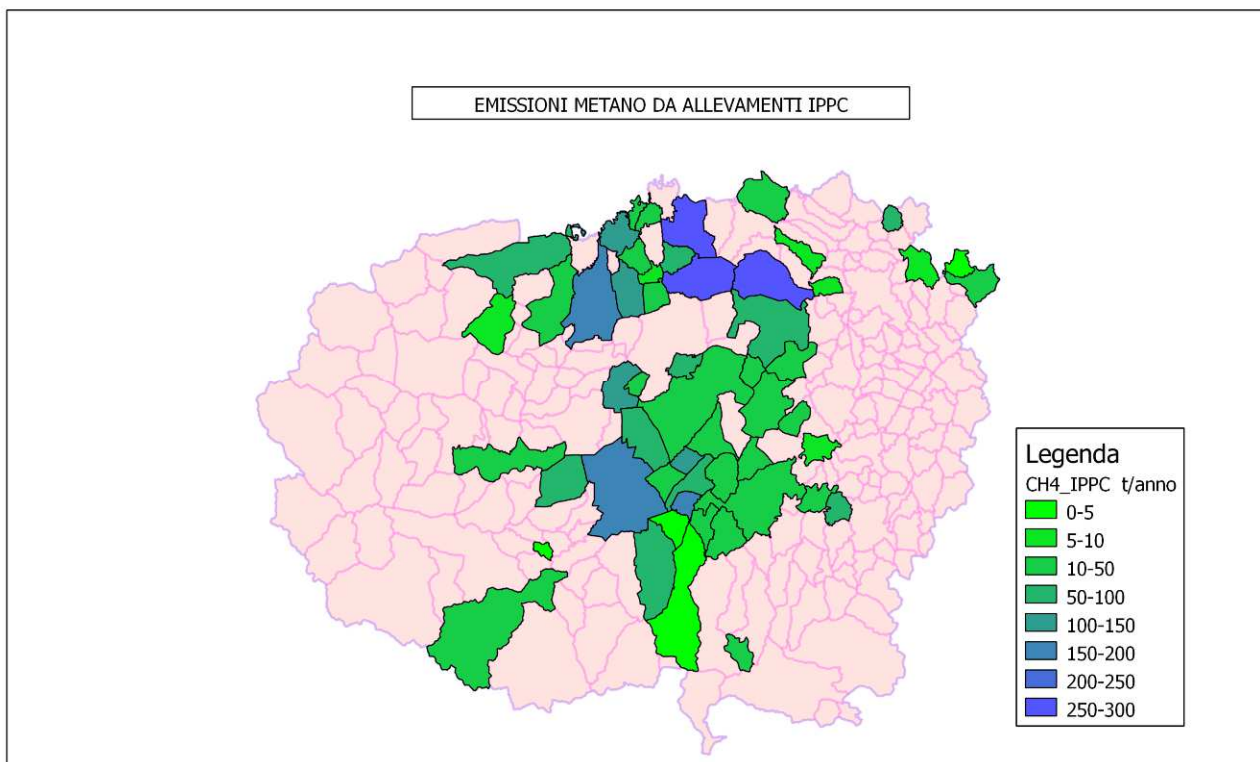 EMISSIONI METANO DA ALLEVAMENTI IPPC
Legenda
CH4_IPPC t/anno
0-5
5-10
10-50
50-100
100-150
150-200
200-250
250-300